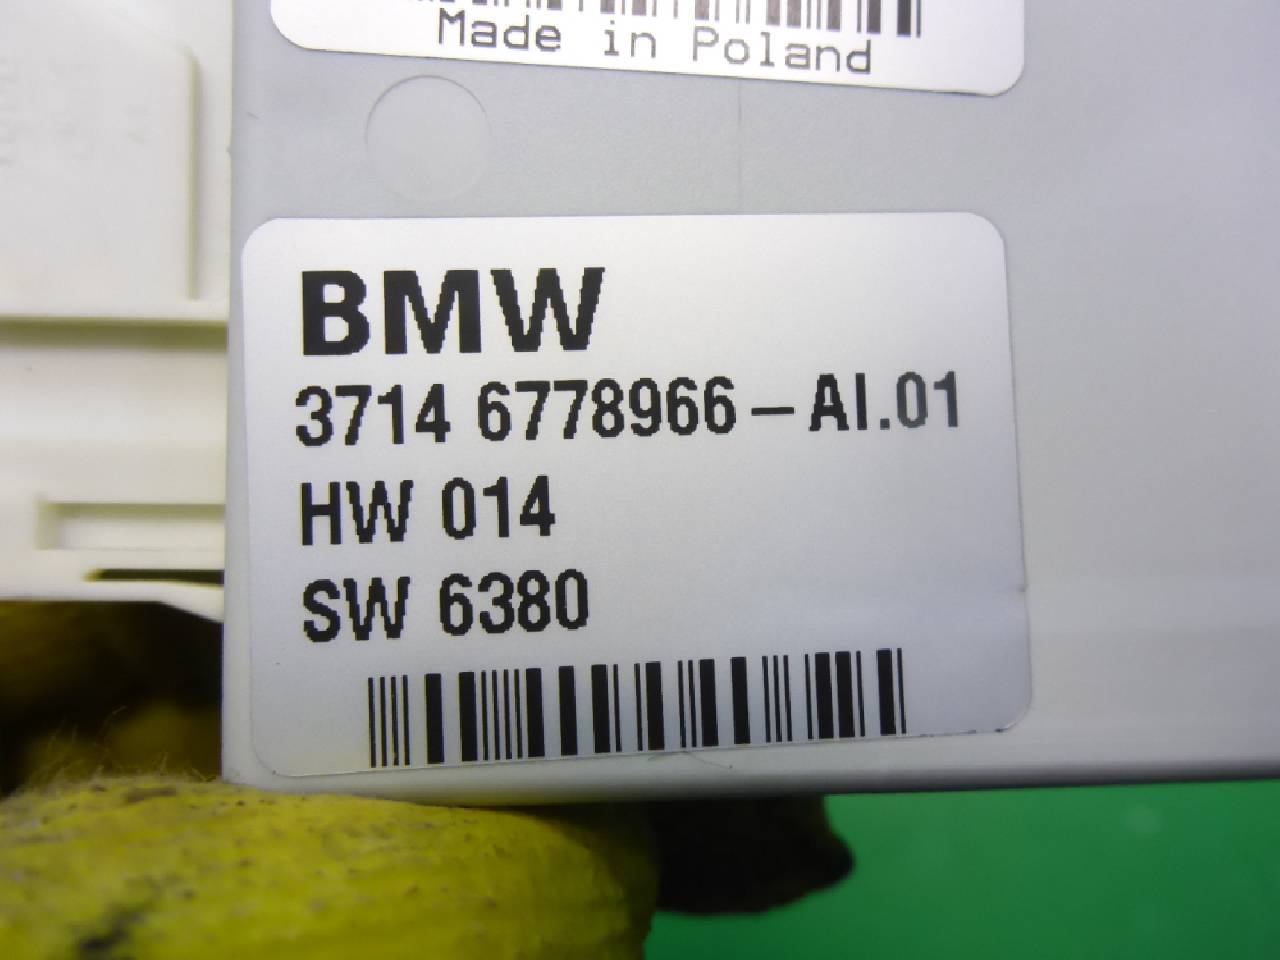 Made in Poland
BMW
3714 6778966 – AI.01
HW 014
SW 6380